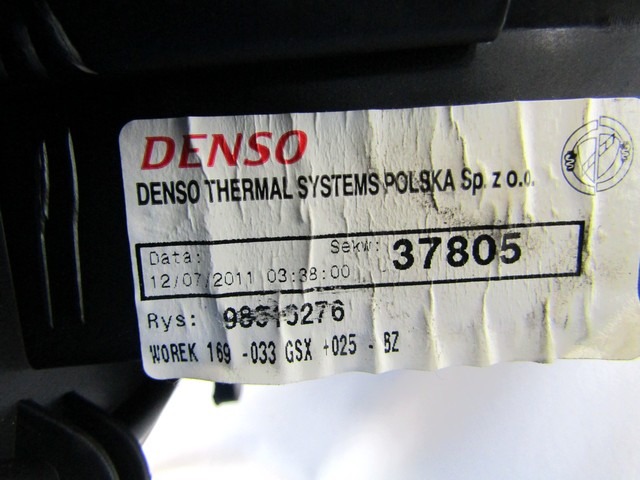 DENSO
DENSO THERMAL SYSTEMS POLSKA Sp. z o.o.
Data: Sekw: 37805
12/07/2011 03:38:00
Rys:
WOREK 169 -033 GSX +025 - BZ